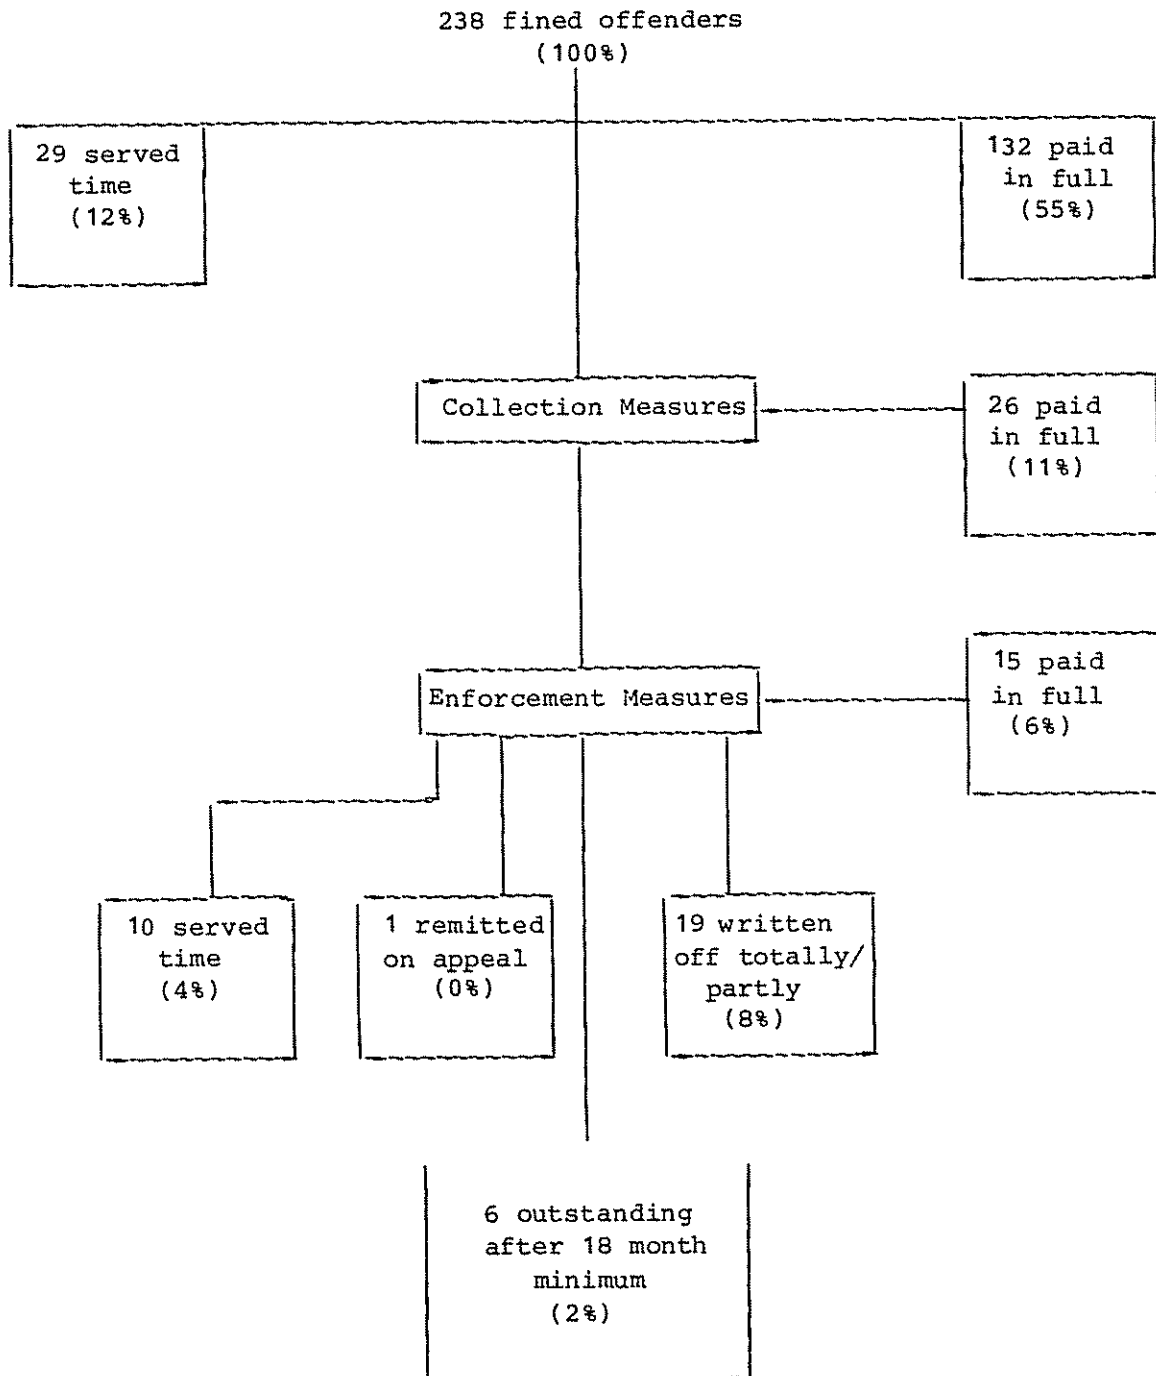 238 fined offenders
(100%)
29 served
time
(12%)
132 paid
in full
(55%)
Collection Measures
26 paid
in full
(11%)
Enforcement Measures
15 paid
in full
(6%)
10 served
time
(4%)
1 remitted
on appeal
(0%)
19 written
off totally/
partly
(8%)
6 outstanding
after 18 month
minimum
(2%)